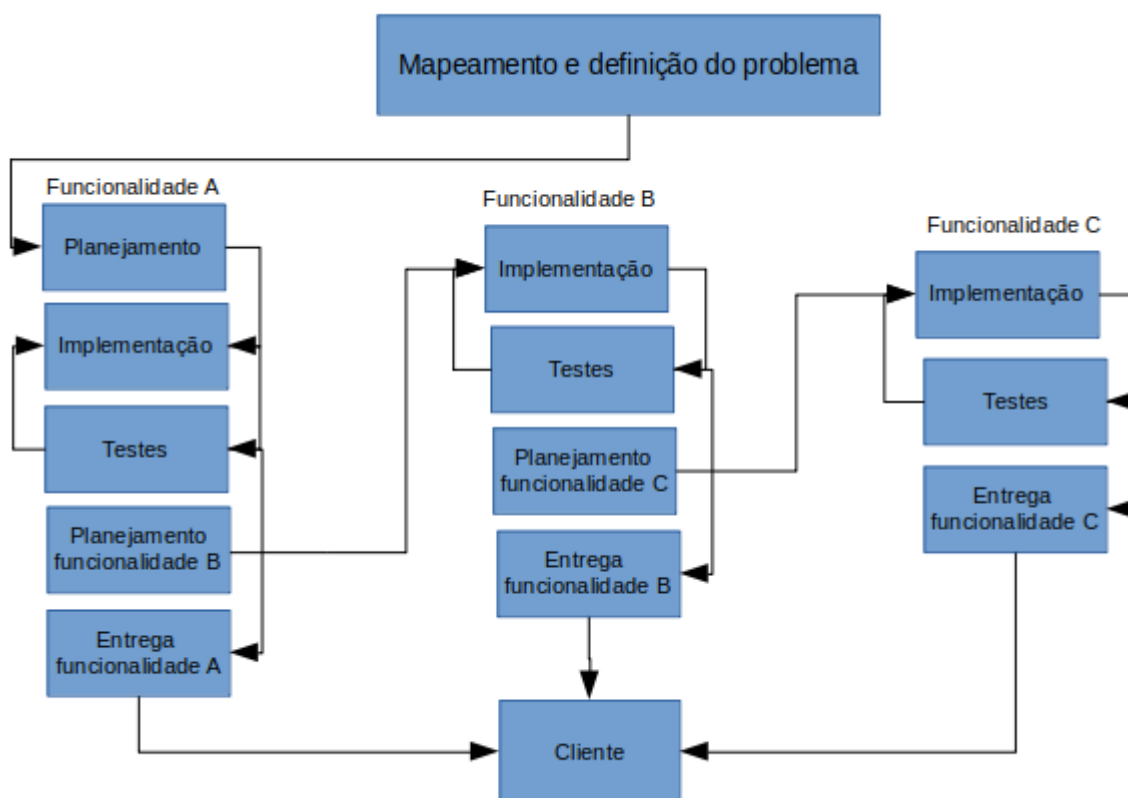 Mapeamento e definição do problema
Funcionalidade A
Planejamento
Implementação
Testes
Planejamento
funcionalidade B
Entrega
funcionalidade A
Funcionalidade B
Implementação
Testes
Planejamento
funcionalidade C
Entrega
funcionalidade B
Funcionalidade C
Implementação
Testes
Entrega
funcionalidade C
Cliente